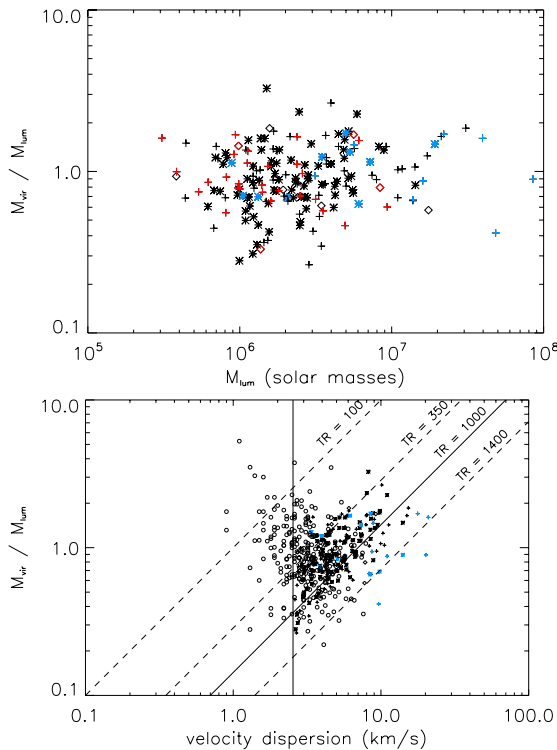 10.0
1.0
0.1
M_vir / M_lum
10^5
10^6
10^7
10^8
M_lum (solar masses)
10.0
1.0
0.1
M_vir / M_lum
TR = 100
TR = 350
TR = 1000
TR = 1400
0.1
1.0
10.0
100.0
velocity dispersion (km/s)